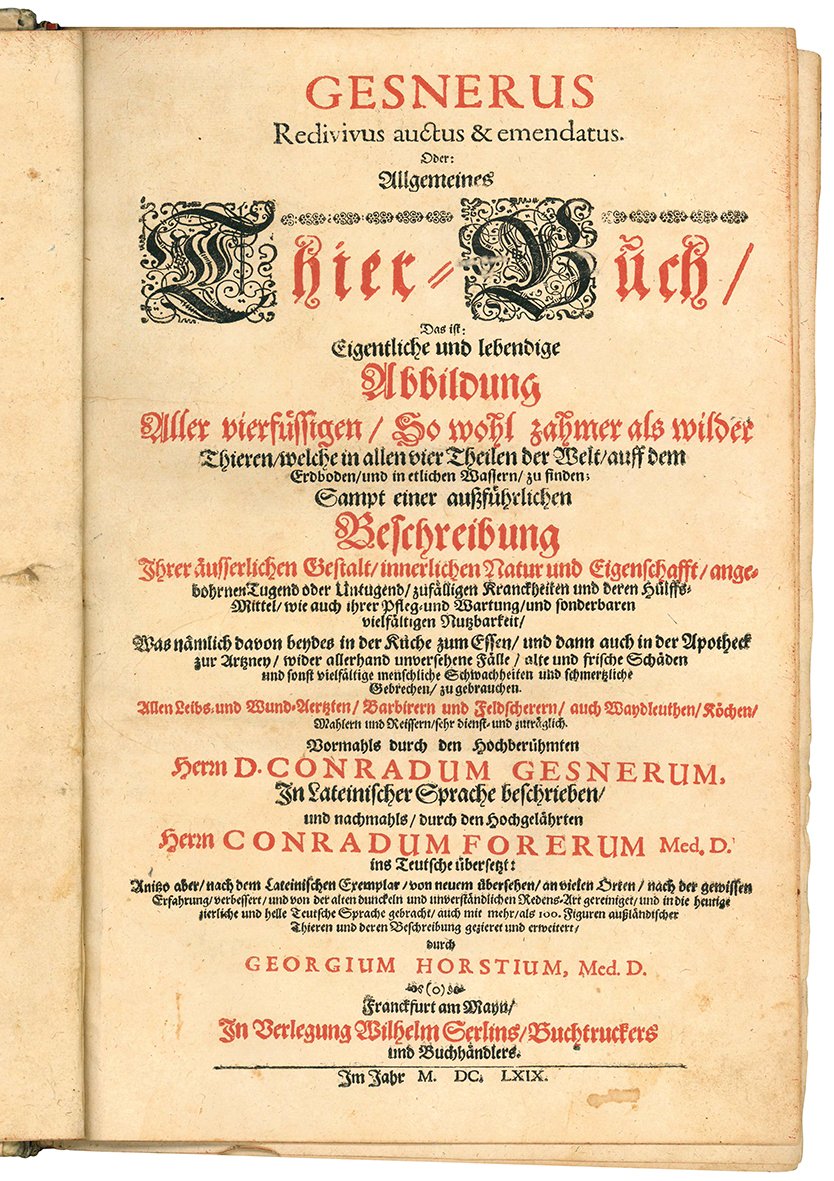 GESNERUS
Redivivus auctus & emendatus.
Oder:
Allgemeines
Thier-Bůch/
Das ist:
Eigentliche und lebendige
Abbildung
Aller vierfüssigen / So wohl zahmer als wilder
Thieren/welche in allen vier Theilen der Welt/auff dem
Erdboden/und in etlichen Wassern/ zu finden:
Sampt einer außführlichen
Beschreibung
Ihrer äusserlichen Gestalt/ innerlichen Natur und Eigenschafft/ ange-
bohrnen Tugend oder Untugend/ zufälligen Kranckheiten und deren Hülffs-
Mittel/ wie auch ihrer Pfleg-und Wartung/und sonderbaren
vielfältigen Nutzbarkeit/
Was nämlich davon beydes in der Küche zum Essen/ und dann auch in der Apotheck
zur Artzney/ wider allerhand unversehene Fälle / alte und frische Schäden
und sonst vielfältige menschliche Schwachheiten und schmertzliche
Gebrechen/ zu gebrauchen.
Allen Leibs-und Wund-Aertzten/ Barbirern und Feldscherern/ auch Waydleuthen/ Köchen/
Mahlern und Reissern/sehr dienst-und zuträglich.
Vormahls durch den Hochberühmten
Herrn D. CONRADUM GESNERUM,
In Lateinischer Sprache beschrieben/
und nachmahls/ durch den Hochgelährten
Herrn CONRADUM FORERUM Med. D.
ins Teutsche übersetzt:
Anitzo aber/ nach dem Lateinischen Exemplar/ von neuem übersehen/ an vielen Orten / nach der gewissen
Erfahrung/ verbessert/ und von der alten dunckeln und unverständlichen Redens-Art gereiniget/ und in die heutige
zierliche und helle Teutsche Sprache gebracht/ auch mit mehr/ als 100. Figuren außländischer
Thieren und deren Beschreibung gezieret und erweitert/
durch
GEORGIUM HORSTIUM, Med. D.
(o)
Franckfurt am Mayn/
In Verlegung Wilhelm Serlins/ Buchtruckers
und Buchhändlers.
Im Jahr M. DC. LXIX.